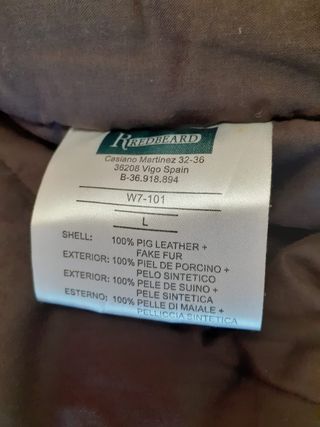 R REDBEARD
Casiano Martinez 32-36
36208 Vigo Spain
B-36.918.894
W7-101
L
SHELL: 100% PIG LEATHER +
FAKE FUR
EXTERIOR: 100% PIEL DE PORCINO +
PELO SINTETICO
EXTERIOR: 100% PELE DE SUINO +
PELE SINTETICA
ESTERNO: 100% PELLE DI MAIALE +
PELLICCIA SINTETICA